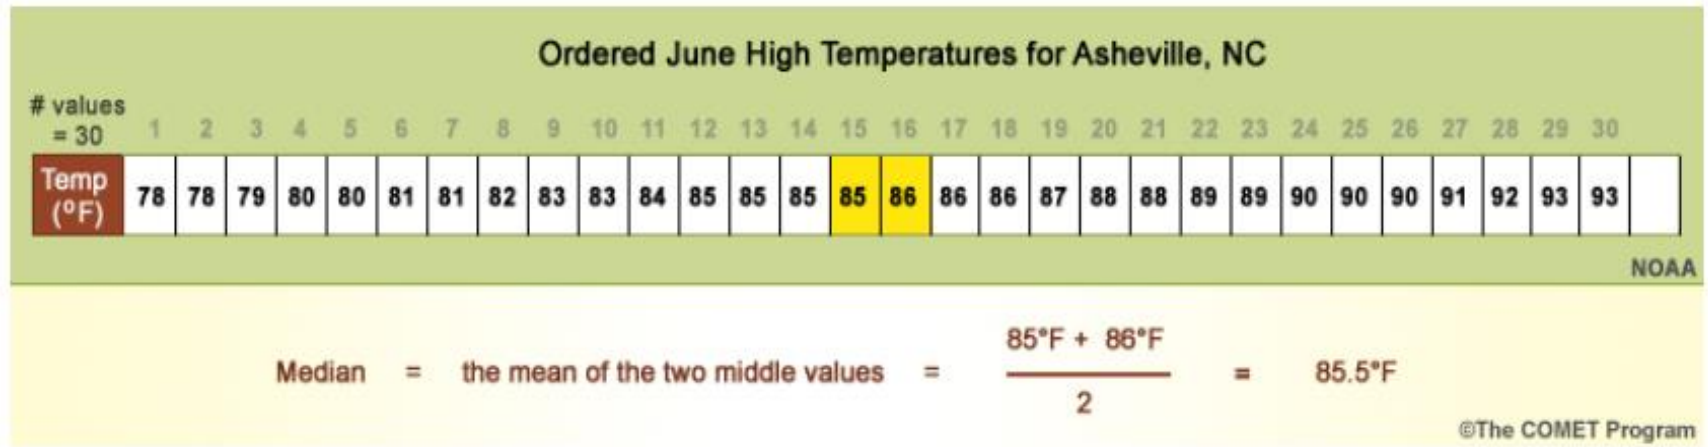 Ordered June High Temperatures for Asheville, NC
# values
= 30 1 2 3 4 5 6 7 8 9 10 11 12 13 14 15 16 17 18 19 20 21 22 23 24 25 26 27 28 29 30
Temp
(ºF) 78 78 79 80 80 81 81 82 83 83 84 85 85 85 85 86 86 86 87 88 88 89 89 90 90 90 91 92 93 93
NOAA
85°F + 86°F
Median = the mean of the two middle values = = 85.5°F
2
©The COMET Program